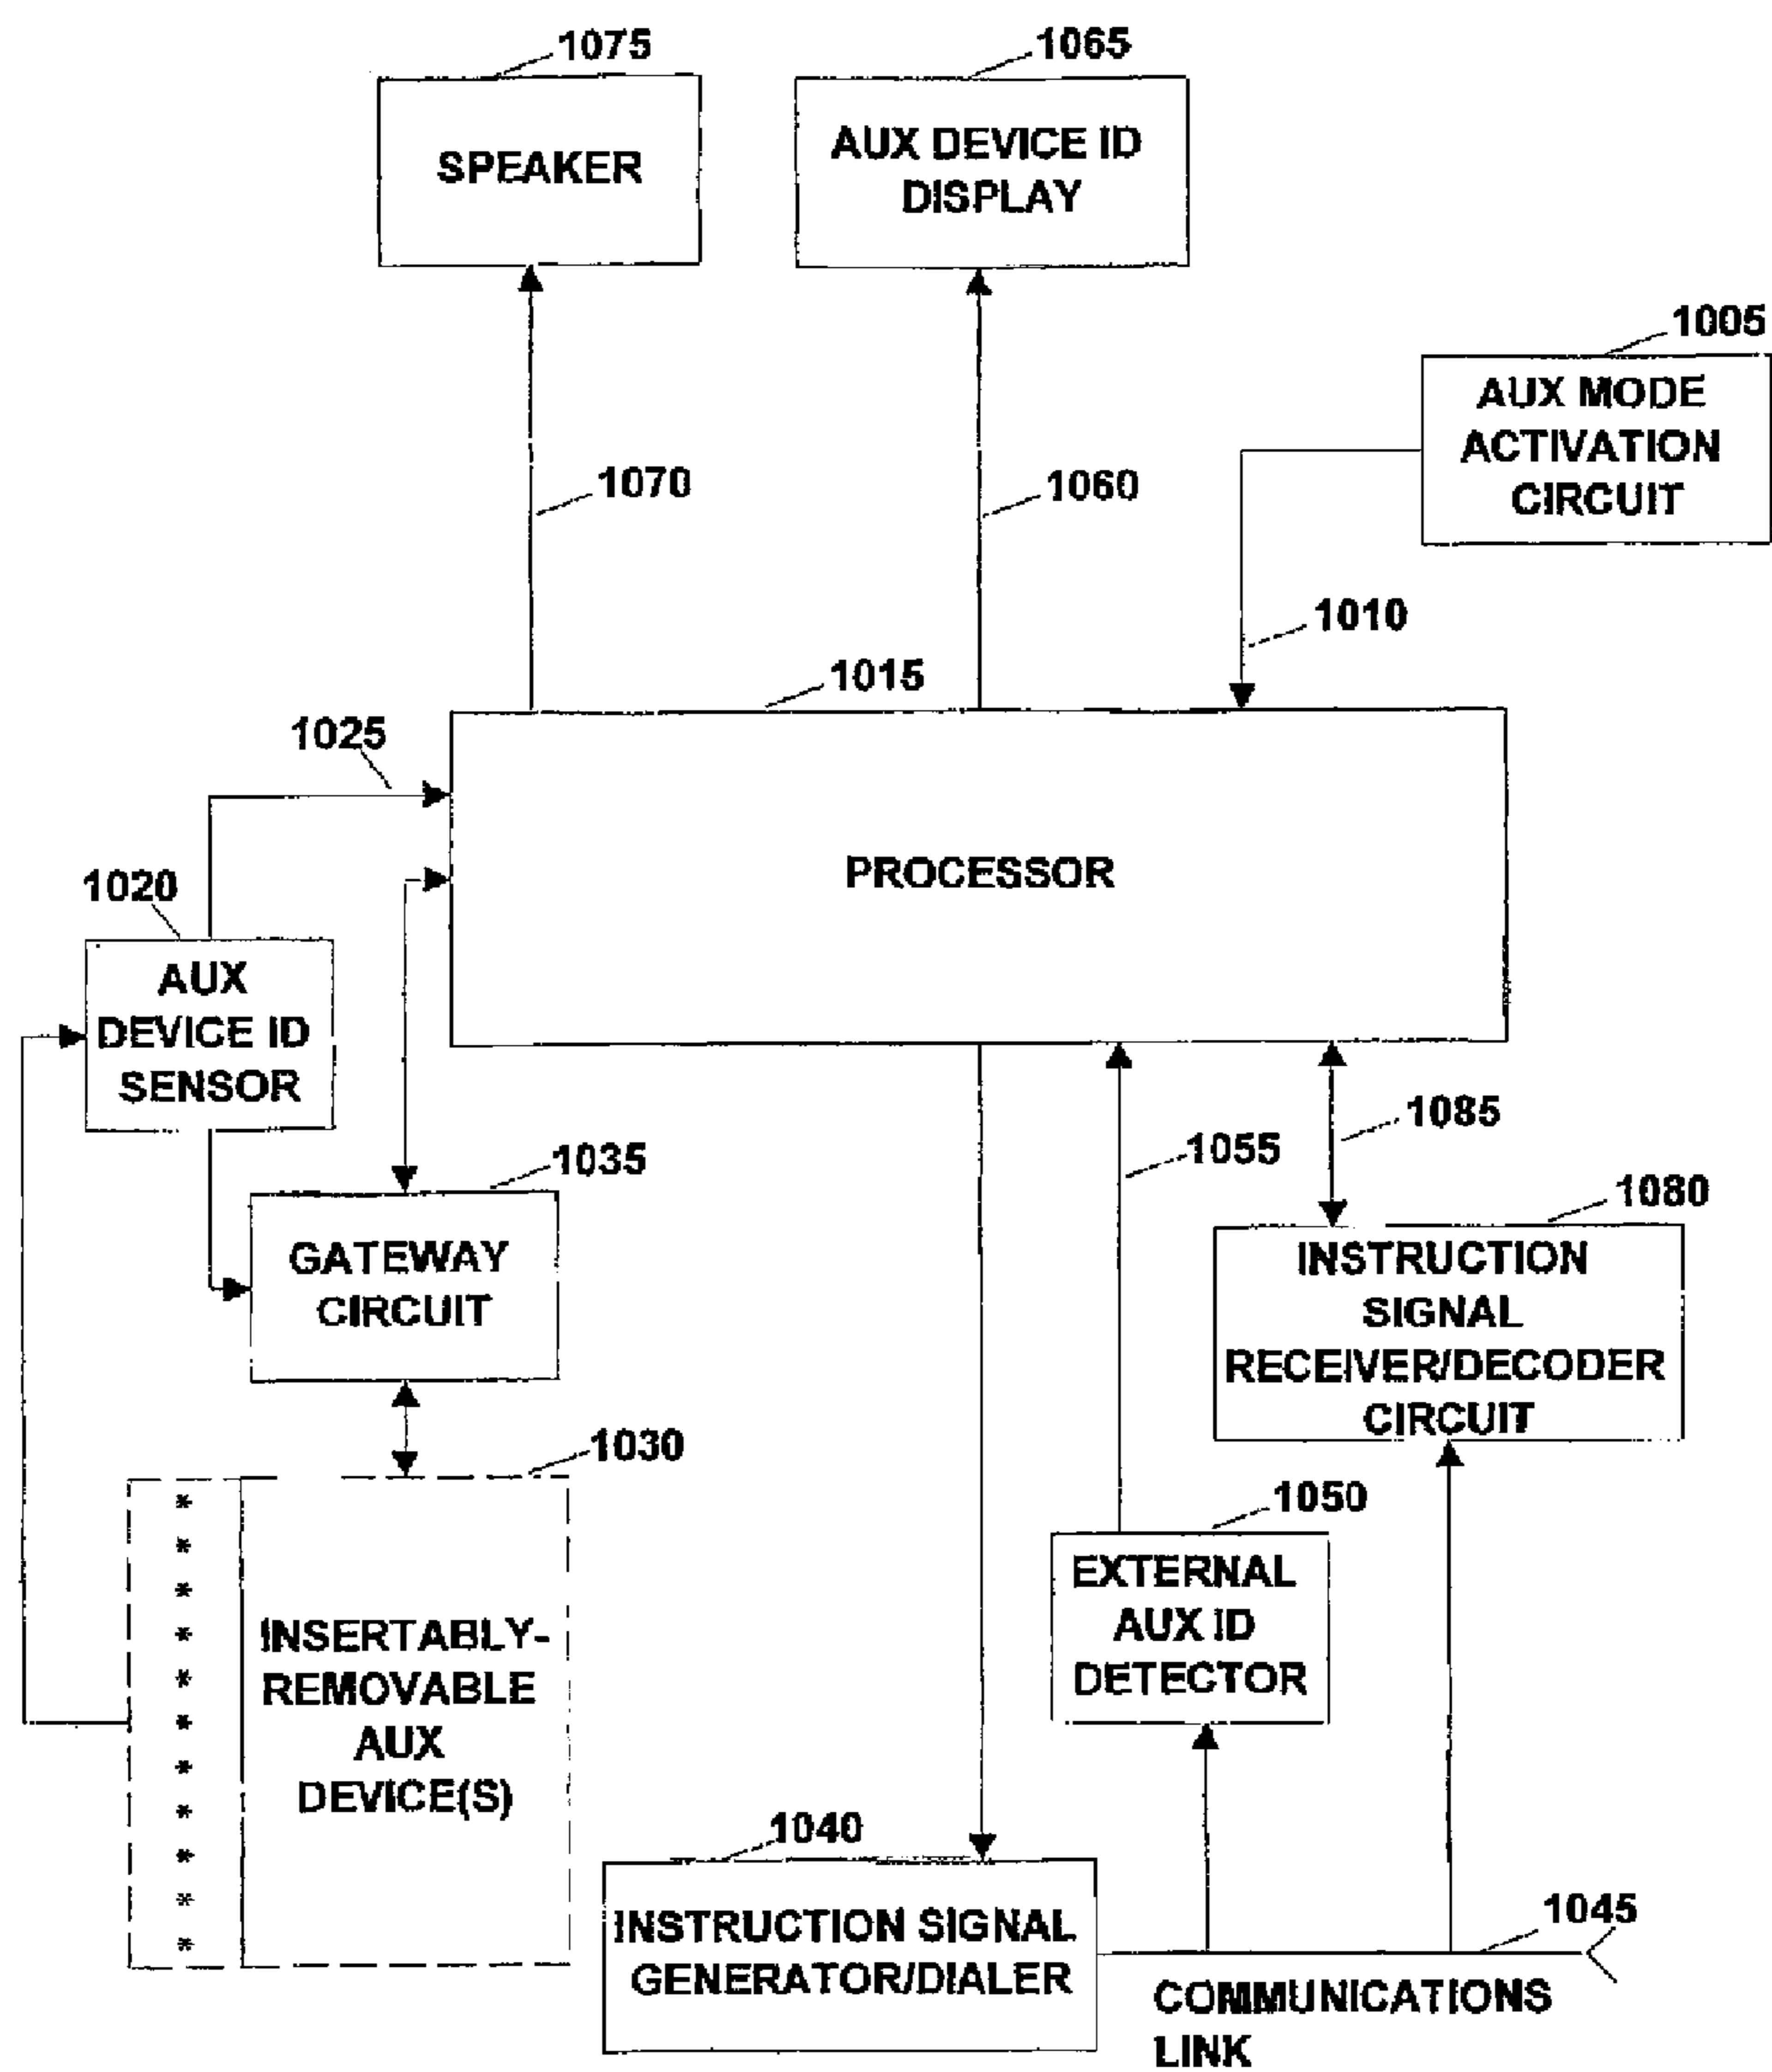 1075
1065
SPEAKER
AUX DEVICE ID
DISPLAY
1005
AUX MODE
ACTIVATION
CIRCUIT
1070
1060
1010
1015
1025
PROCESSOR
1020
AUX
DEVICE ID
SENSOR
1085
1055
1035
1080
GATEWAY
CIRCUIT
INSTRUCTION
SIGNAL
RECEIVER/DECODER
CIRCUIT
1030
1050
*
*
*
*
*
*
*
*
*
*
*
INSERTABLY-
REMOVABLE
AUX
DEVICE(S)
EXTERNAL
AUX ID
DETECTOR
1040
1045
INSTRUCTION SIGNAL
GENERATOR/DIALER
COMMUNICATIONS
LINK